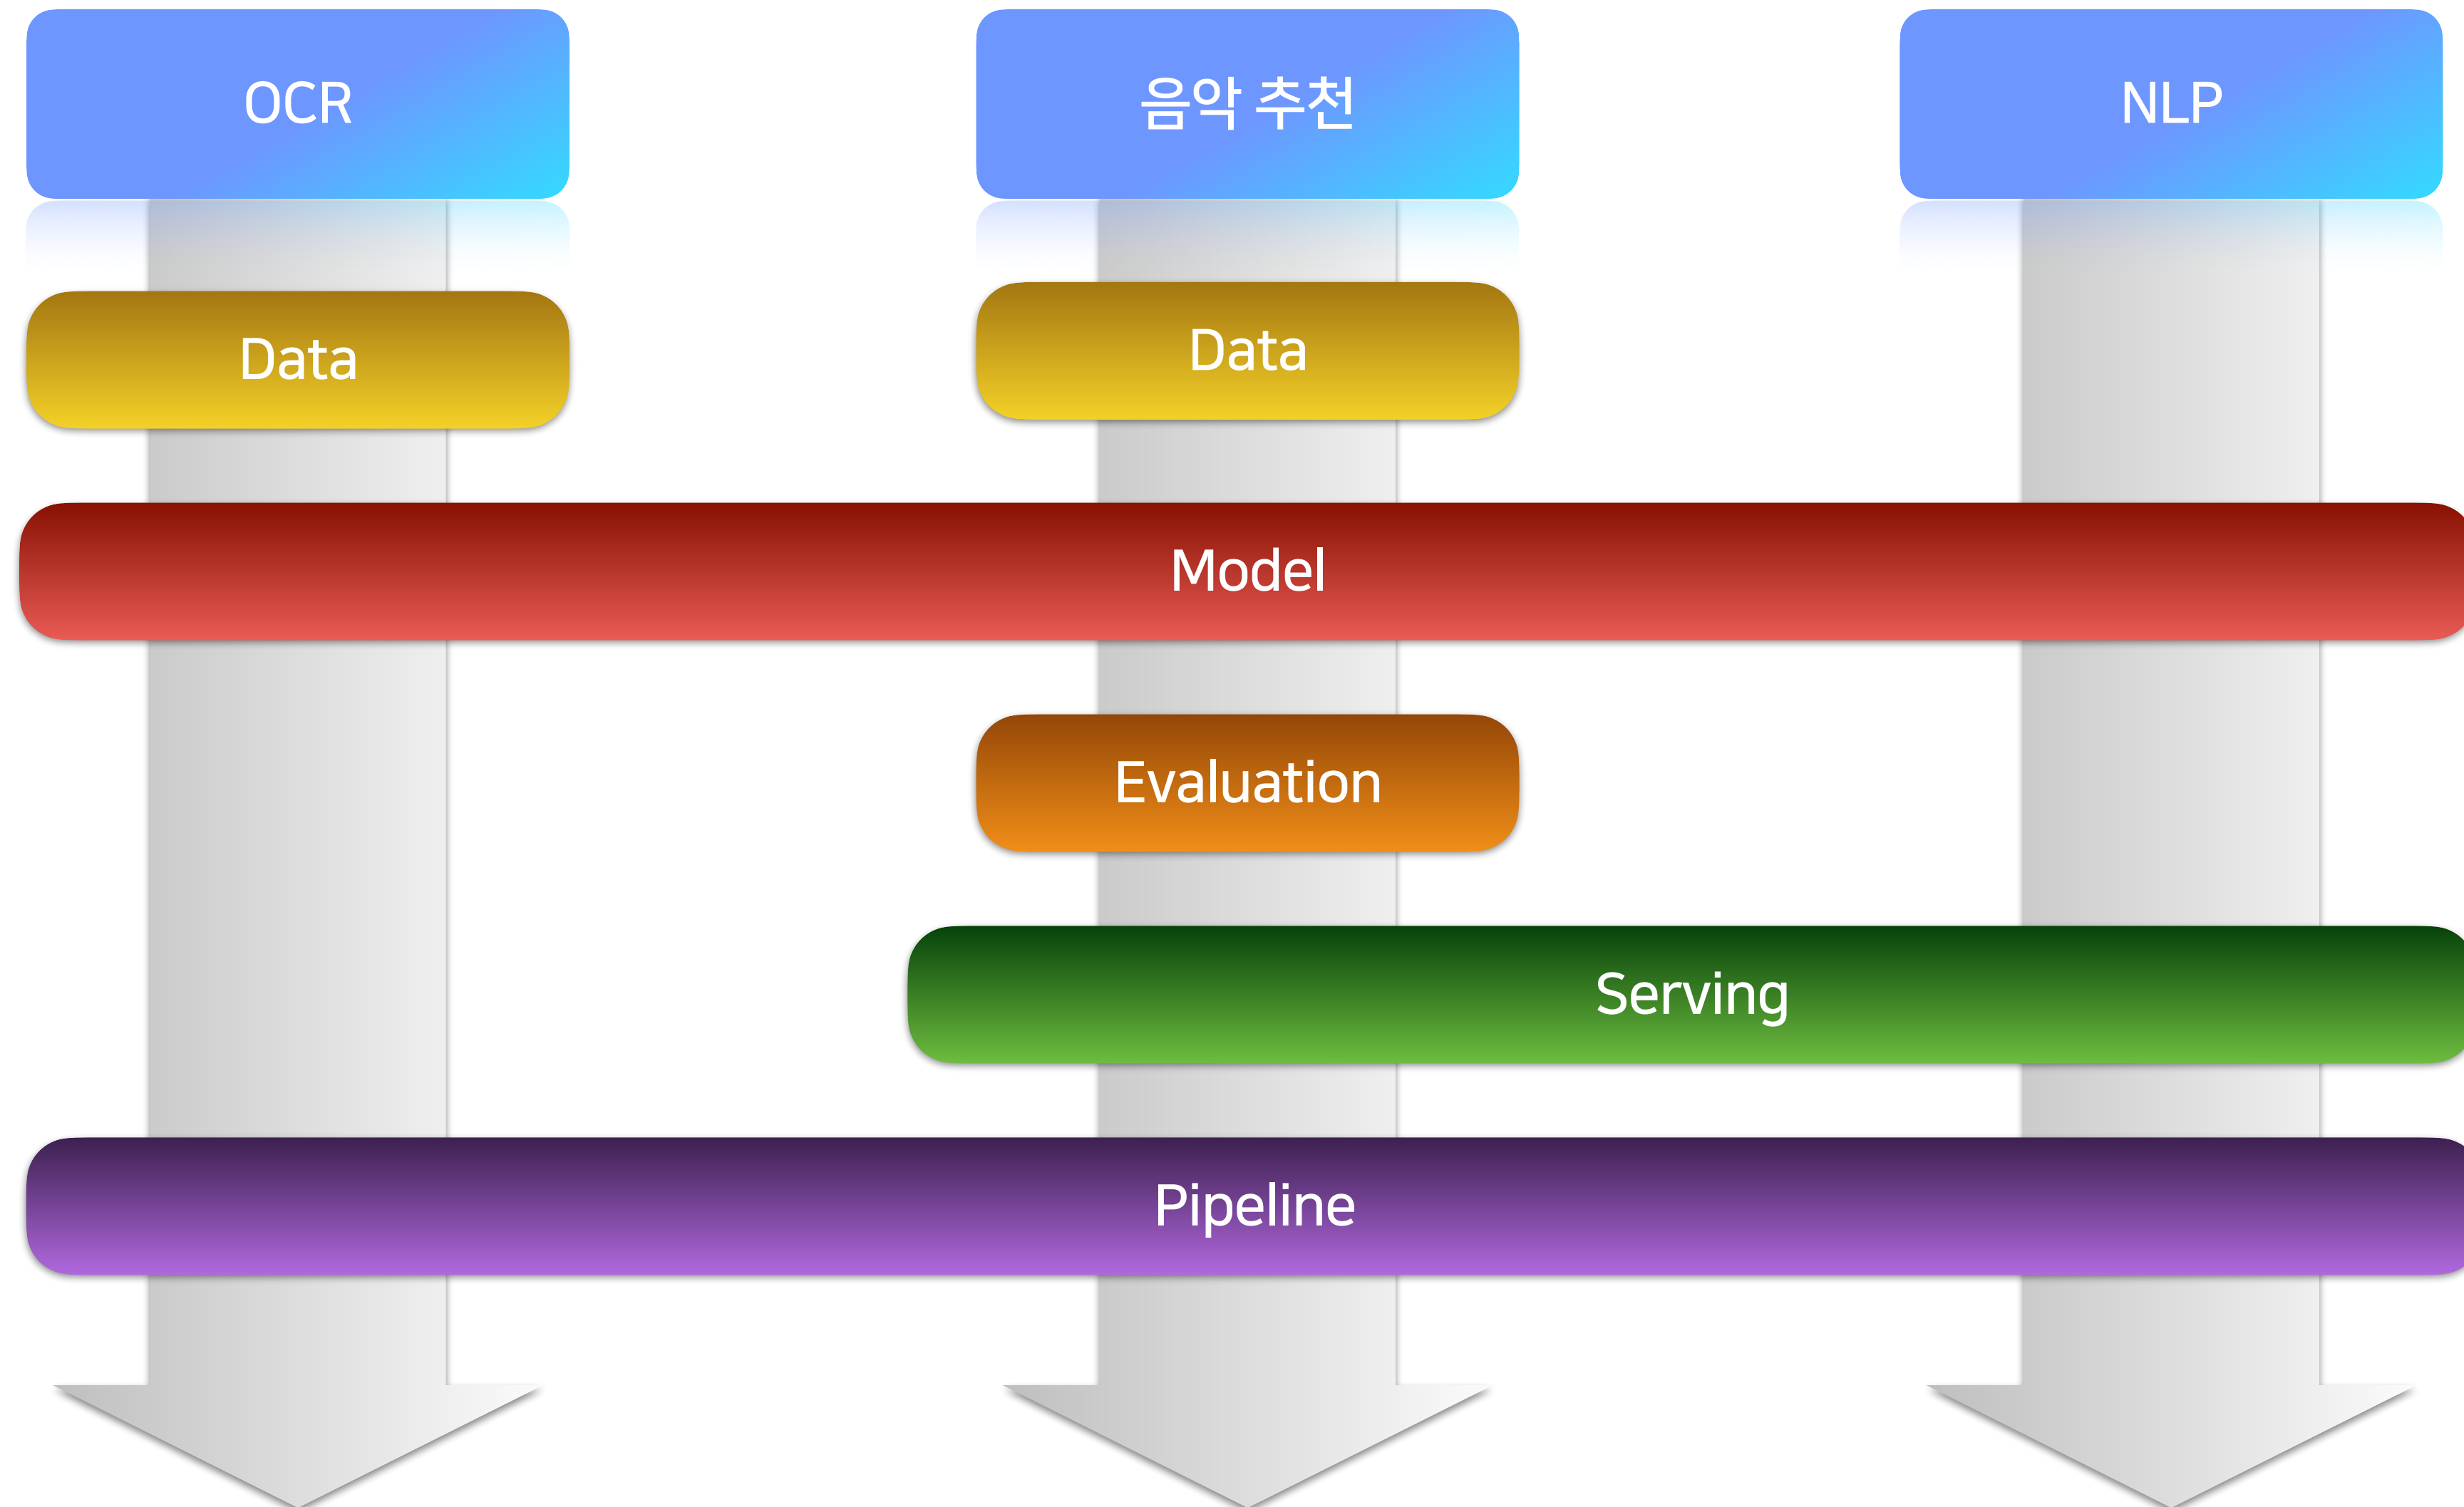 OCR
음악 추천
NLP
Data
Data
Model
Evaluation
Serving
Pipeline